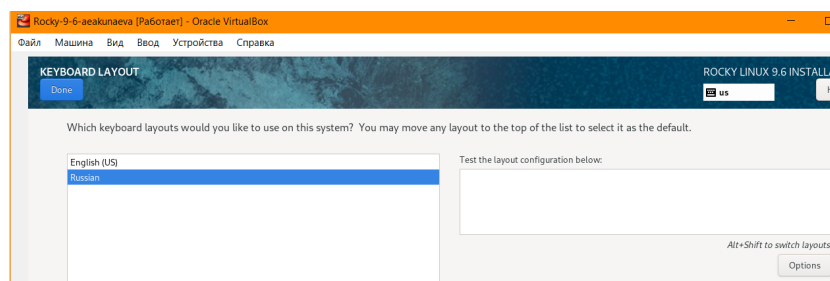 Rocky-9-6-aeakunaeva [Работает] - Oracle VirtualBox
Файл Машина Вид Ввод Устройства Справка
KEYBOARD LAYOUT
ROCKY LINUX 9.6 INSTALL
Done
us
Which keyboard layouts would you like to use on this system? You may move any layout to the top of the list to select it as the default.
English (US)
Test the layout configuration below:
Russian
Alt+Shift to switch layouts
Options